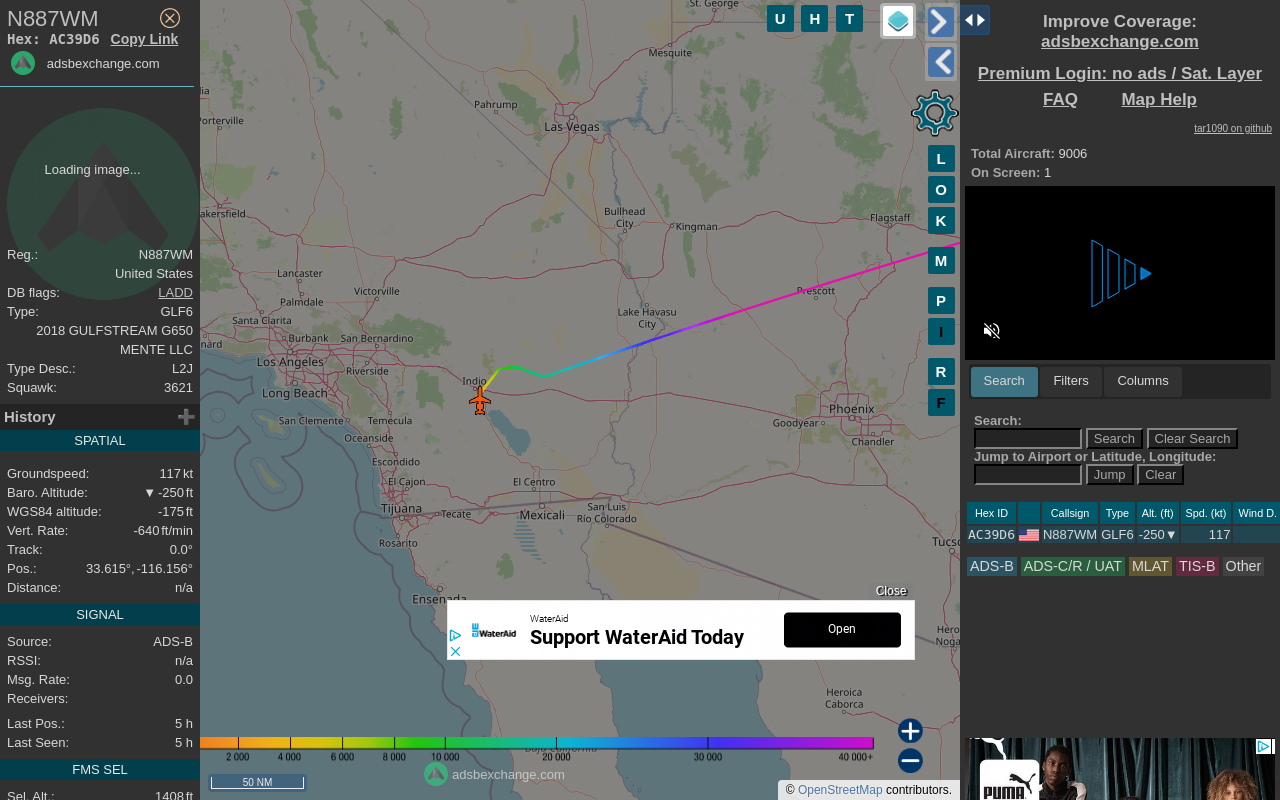 N887WM
Hex: AC39D6 Copy Link
adsbexchange.com
Loading image...
Reg.: N887WM
United States
DB flags: LADD
Type: GLF6
2018 GULFSTREAM G650
MENTE LLC
Type Desc.: L2J
Squawk: 3621
History
SPATIAL
Groundspeed: 117 kt
Baro. Altitude: ▼ -250 ft
WGS84 altitude: -175 ft
Vert. Rate: -640 ft/min
Track: 0.0°
Pos.: 33.615°, -116.156°
Distance: n/a
SIGNAL
Source: ADS-B
RSSI: n/a
Msg. Rate: 0.0
Receivers:
Last Pos.: 5 h
Last Seen: 5 h
FMS SEL
Sel. Alt.: 1408 ft
St. George
Mesquite
Pahrump
Las Vegas
Porterville
akersfield
Bullhead
City
Kingman
Flagstaff
Lancaster
Victorville
Palmdale
Prescott
Santa Clarita
Lake Havasu
City
nard
Burbank
San Bernardino
Los Angeles
Riverside
Indio
Long Beach
San Clemente
Temecula
Phoenix
Goodyear
Oceanside
Chandler
Escondido
El Cajon
El Centro
Tijuana
Tecate
Mexicali
San Luis
Río Colorado
Rosarito
Tucso
Ensenada
Hero
Noga
Heroica
Caborca
Baja California
U H T
L
O
K
M
P
I
R
F
Close
WaterAid
WaterAid
Support WaterAid Today
Open
2 000 4 000 6 000 8 000 10 000 20 000 30 000 40 000+
50 NM
adsbexchange.com
© OpenStreetMap contributors.
Improve Coverage:
adsbexchange.com
Premium Login: no ads / Sat. Layer
FAQ Map Help
tar1090 on github
Total Aircraft: 9006
On Screen: 1
Search Filters Columns
Search:
Search Clear Search
Jump to Airport or Latitude, Longitude:
Jump Clear
Hex ID Callsign Type Alt. (ft) Spd. (kt) Wind D.
AC39D6 N887WM GLF6 -250▼ 117
ADS-B ADS-C/R / UAT MLAT TIS-B Other
PUMA